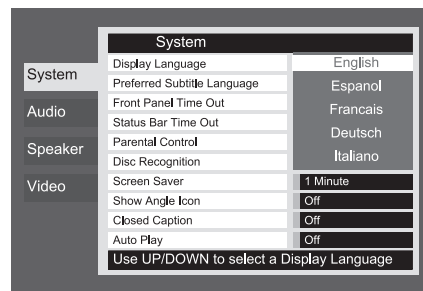 System
Audio
Speaker
Video
System
Display Language
English
Preferred Subtitle Language
Espanol
Front Panel Time Out
Francais
Status Bar Time Out
Deutsch
Parental Control
Italiano
Disc Recognition
Screen Saver
1 Minute
Show Angle Icon
Off
Closed Caption
Off
Auto Play
Off
Use UP/DOWN to select a Display Language